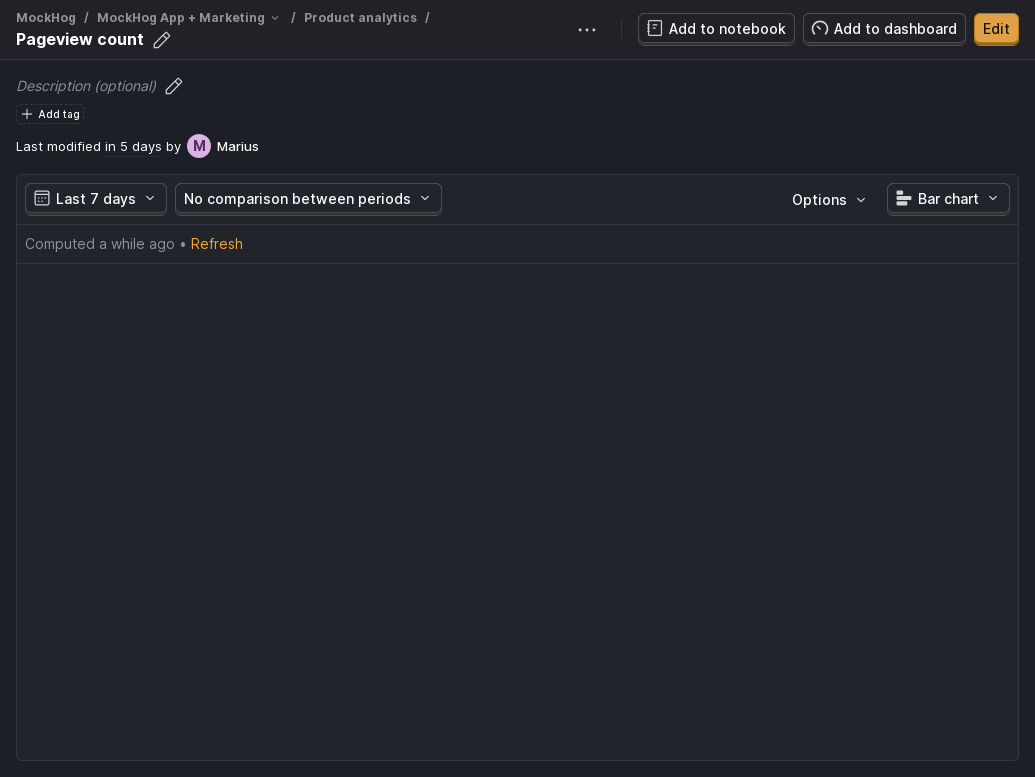 MockHog / MockHog App + Marketing / Product analytics /
Pageview count
Add to notebook
Add to dashboard
Edit
Description (optional)
Add tag
Last modified in 5 days by M Marius
Last 7 days
No comparison between periods
Options
Bar chart
Computed a while ago • Refresh